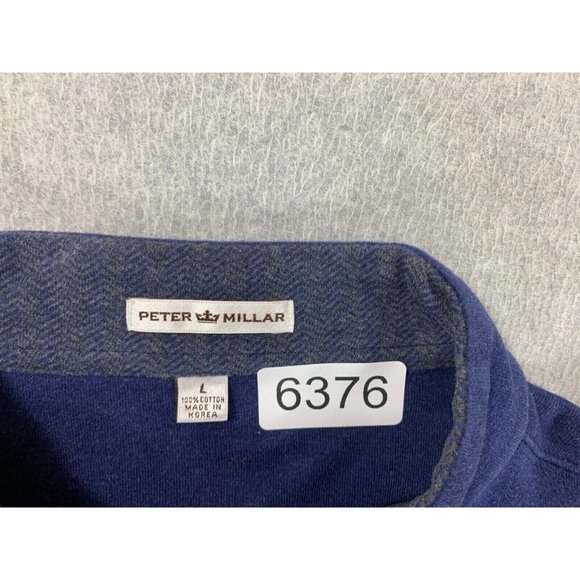 PETER MILLAR
L
100% COTTON
MADE IN
KOREA
6376